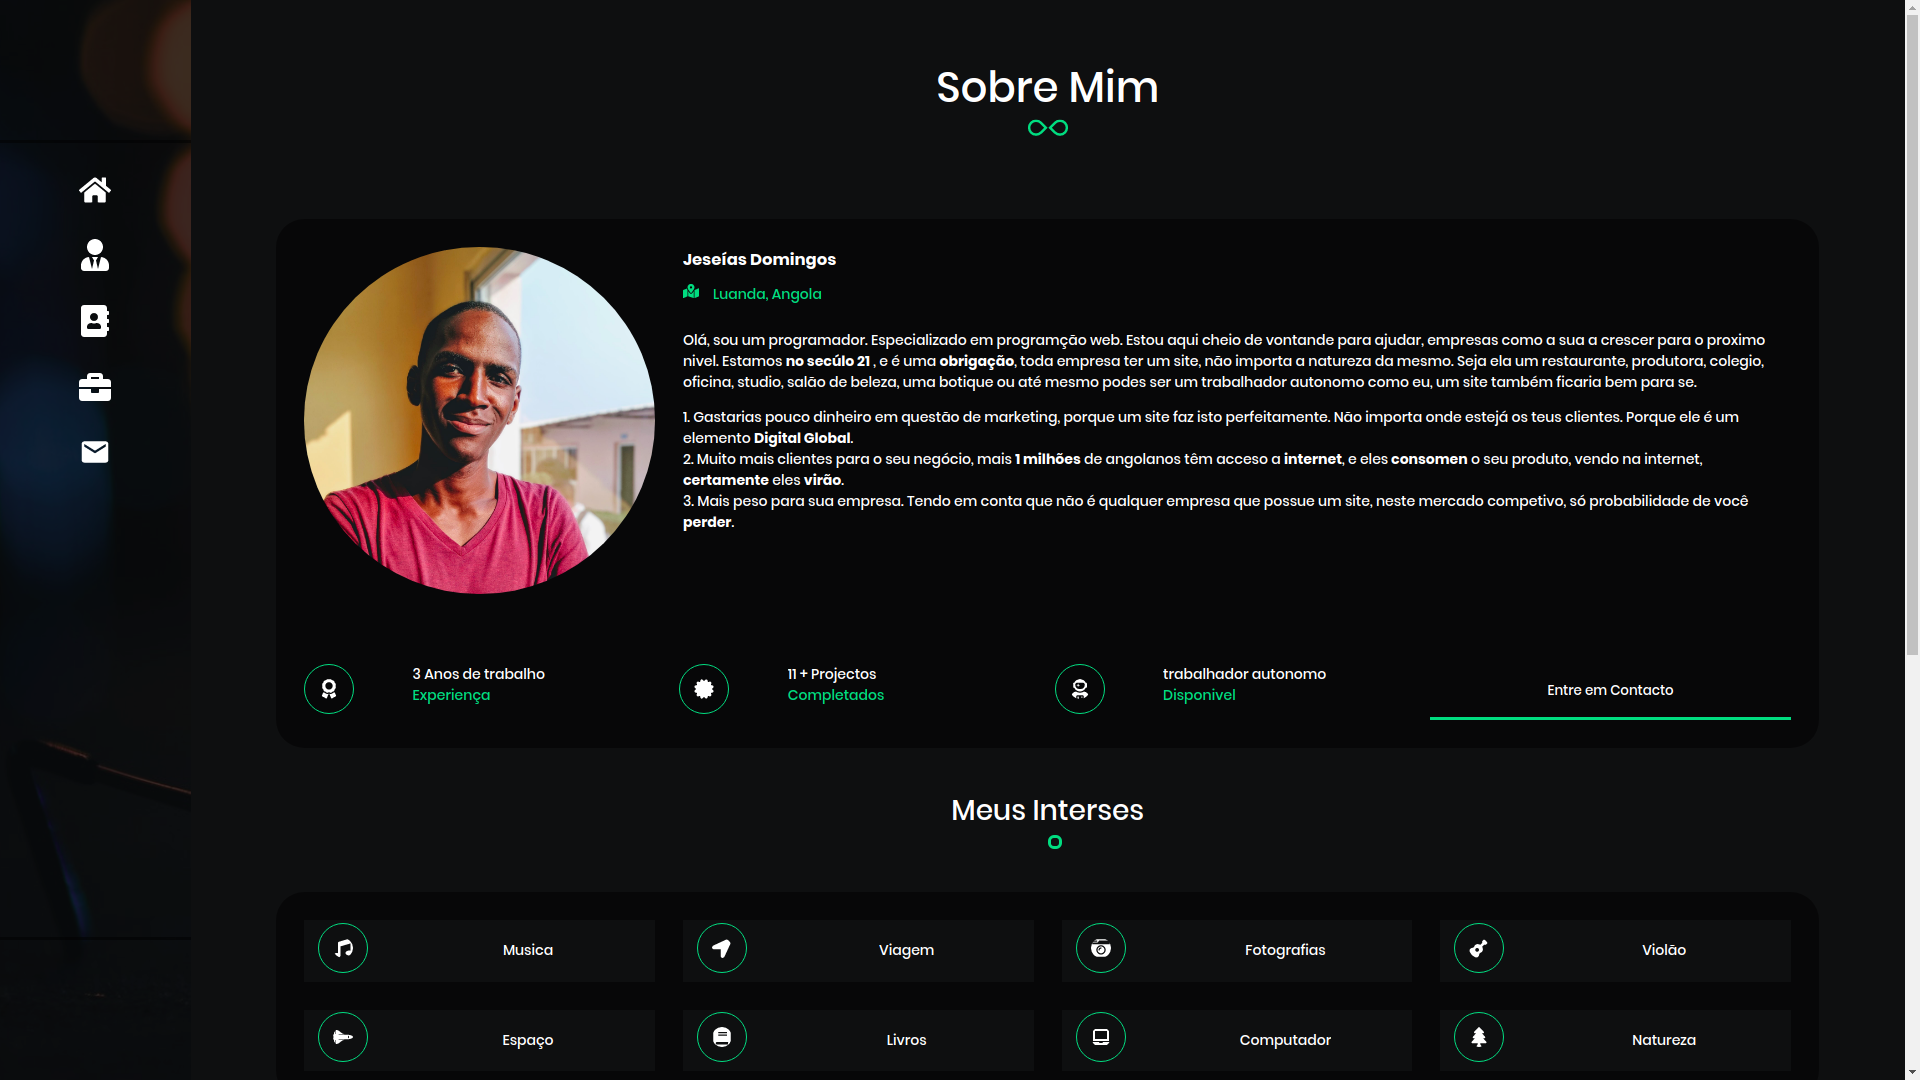 Sobre Mim
Jeseías Domingos
Luanda, Angola
Olá, sou um programador. Especializado em programção web. Estou aqui cheio de vontande para ajudar, empresas como a sua a crescer para o proximo
nivel. Estamos no secúlo 21 , e é uma obrigação, toda empresa ter um site, não importa a natureza da mesmo. Seja ela um restaurante, produtora, colegio,
oficina, studio, salão de beleza, uma botique ou até mesmo podes ser um trabalhador autonomo como eu, um site também ficaria bem para se.
1. Gastarias pouco dinheiro em questão de marketing, porque um site faz isto perfeitamente. Não importa onde estejá os teus clientes. Porque ele é um
elemento Digital Global.
2. Muito mais clientes para o seu negócio, mais 1 milhões de angolanos têm acceso a internet, e eles consomen o seu produto, vendo na internet,
certamente eles virão.
3. Mais peso para sua empresa. Tendo em conta que não é qualquer empresa que possue um site, neste mercado competivo, só probabilidade de você
perder.
3 Anos de trabalho
Experiença
11 + Projectos
Completados
trabalhador autonomo
Disponivel
Entre em Contacto
Meus Interses
Musica
Viagem
Fotografias
Violão
Espaço
Livros
Computador
Natureza